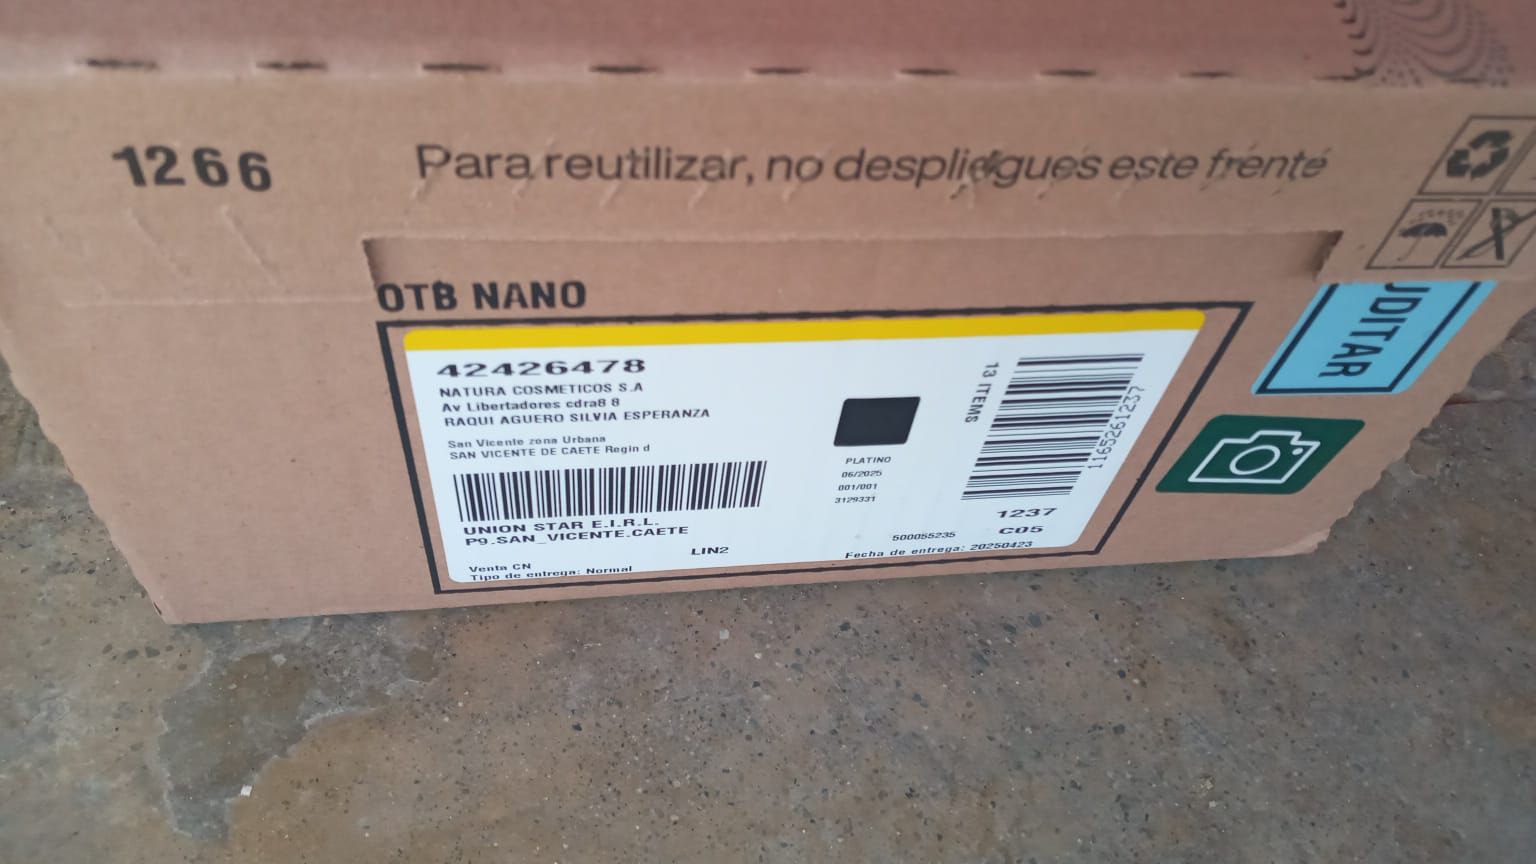 1266
Para reutilizar, no despliegues este frente
OTB NANO
42426478
NATURA COSMETICOS S.A
Av Libertadores cdra8 8
RAQUI AGUERO SILVIA ESPERANZA
San Vicente zona Urbana
SAN VICENTE DE CAETE Regin d
UNION STAR E.I.R.L.
P9.SAN_VICENTE.CAETE
LIN2
Venta CN
Tipo de entrega: Normal
PLATINO
06/2025
001/001
3129331
13 ITEMS
1165261237
1237
500055235
C05
Fecha de entrega: 20250423
UDITAR